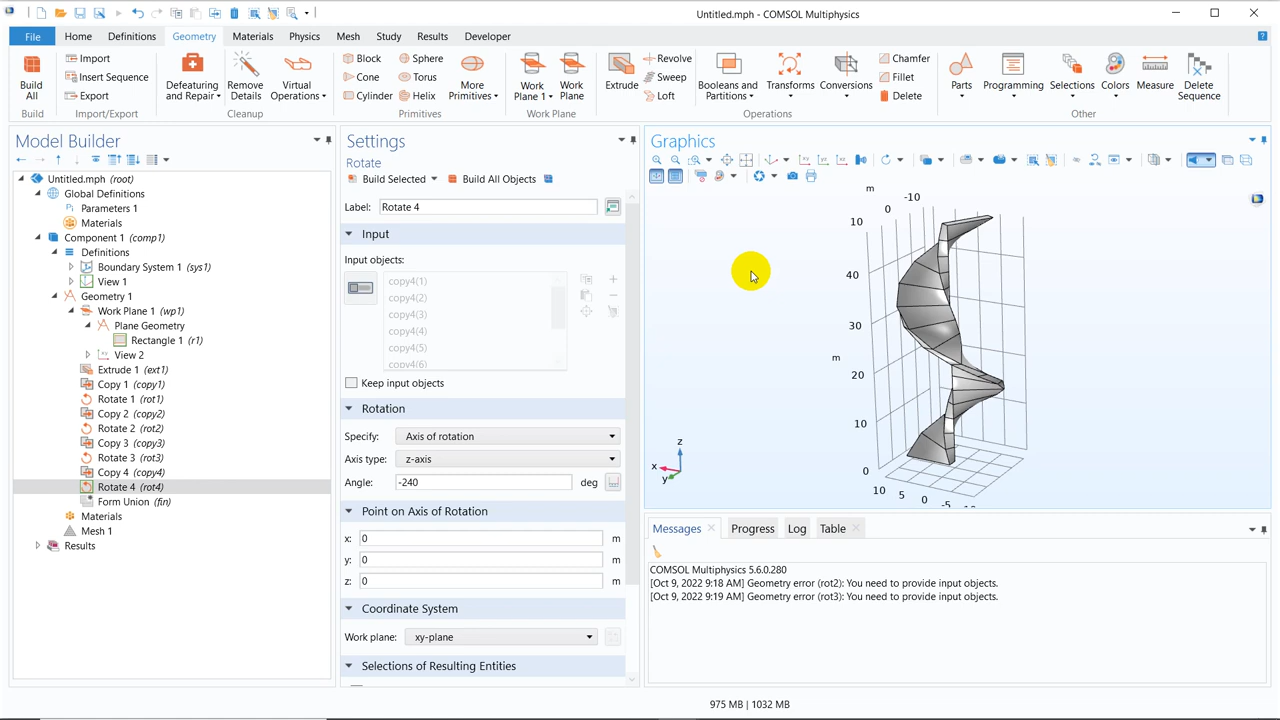 Untitled.mph - COMSOL Multiphysics
File Home Definitions Geometry Materials Physics Mesh Study Results Developer
Build All
Import
Insert Sequence
Export
Defeaturing and Repair
Remove Details
Virtual Operations
Block Sphere
Cone Torus
Cylinder Helix
More Primitives
Work Plane 1
Work Plane
Extrude
Revolve
Sweep
Loft
Booleans and Partitions
Transforms
Conversions
Chamfer
Fillet
Delete
Parts
Programming
Selections
Colors
Measure
Delete Sequence
Build Import/Export Cleanup Primitives Work Plane Operations Other
Model Builder
Untitled.mph (root)
Global Definitions
Parameters 1
Materials
Component 1 (comp1)
Definitions
Boundary System 1 (sys1)
View 1
Geometry 1
Work Plane 1 (wp1)
Plane Geometry
Rectangle 1 (r1)
View 2
Extrude 1 (ext1)
Copy 1 (copy1)
Rotate 1 (rot1)
Copy 2 (copy2)
Rotate 2 (rot2)
Copy 3 (copy3)
Rotate 3 (rot3)
Copy 4 (copy4)
Rotate 4 (rot4)
Form Union (fin)
Materials
Mesh 1
Results
Settings
Rotate
Build Selected Build All Objects
Label: Rotate 4
Input
Input objects:
copy4(1)
copy4(2)
copy4(3)
copy4(4)
copy4(5)
copy4(6)
Keep input objects
Rotation
Specify: Axis of rotation
Axis type: z-axis
Angle: -240 deg
Point on Axis of Rotation
x: 0 m
y: 0 m
z: 0 m
Coordinate System
Work plane: xy-plane
Selections of Resulting Entities
Graphics
m
-10
0
10
40
30
m
20
10
0
10
5
0
-5
z
x
y
Messages Progress Log Table
COMSOL Multiphysics 5.6.0.280
[Oct 9, 2022 9:18 AM] Geometry error (rot2): You need to provide input objects.
[Oct 9, 2022 9:19 AM] Geometry error (rot3): You need to provide input objects.
975 MB | 1032 MB